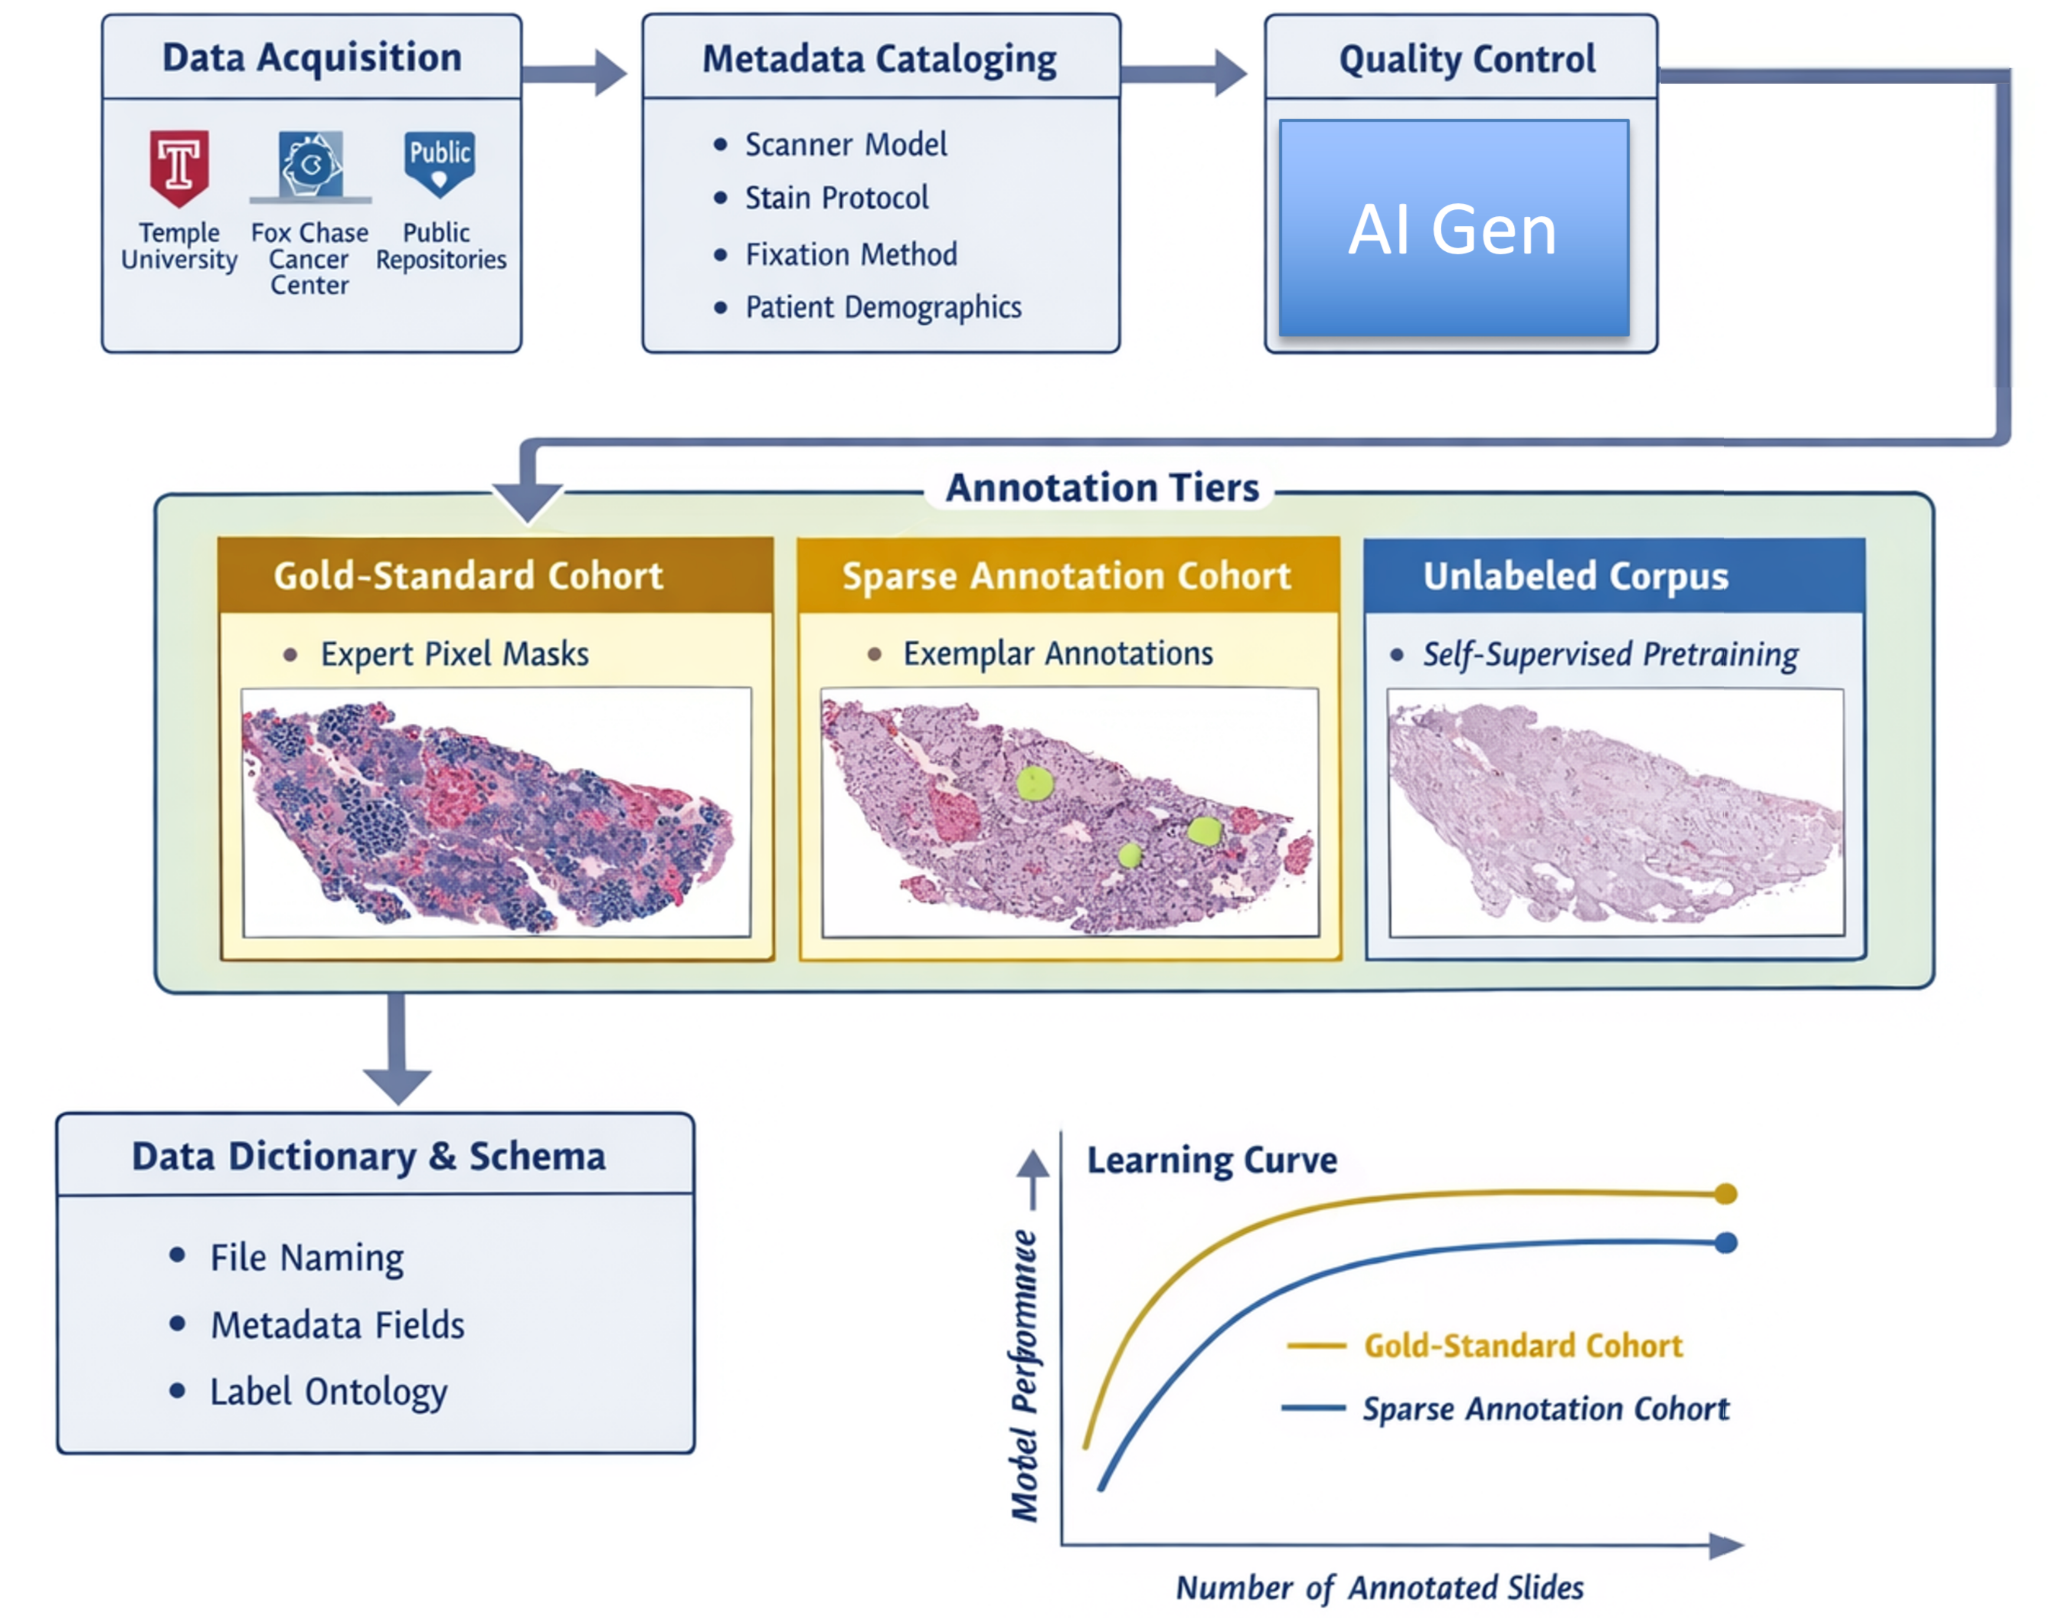 Data Acquisition
T
Temple
University
C
Fox Chase
Cancer
Center
Public
Public
Repositories
Metadata Cataloging
• Scanner Model
• Stain Protocol
• Fixation Method
• Patient Demographics
Quality Control
AI Gen
Annotation Tiers
Gold-Standard Cohort
• Expert Pixel Masks
Sparse Annotation Cohort
• Exemplar Annotations
Unlabeled Corpus
• Self-Supervised Pretraining
Data Dictionary & Schema
• File Naming
• Metadata Fields
• Label Ontology
Learning Curve
Gold-Standard Cohort
Sparse Annotation Cohort
Number of Annotated Slides